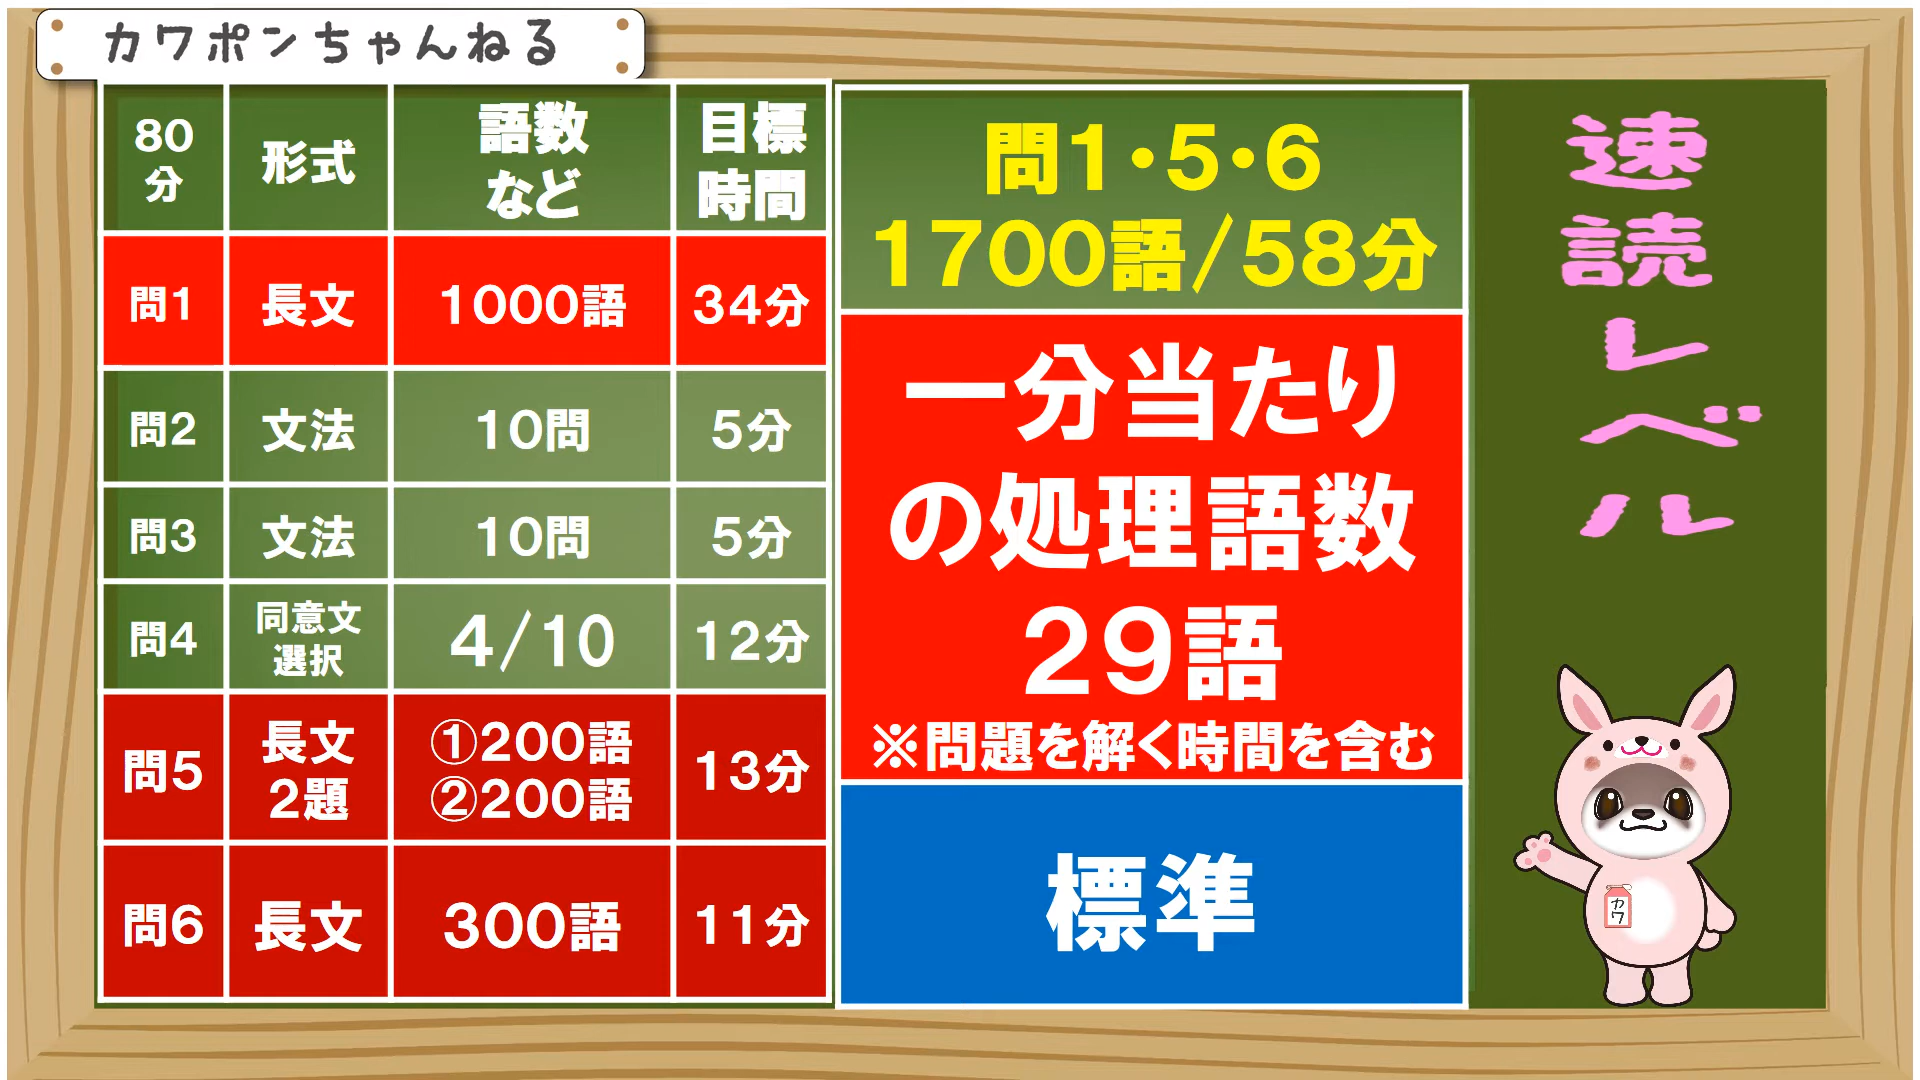 カワポンちゃんねる
80
分
形式
語数
など
目標
時間
問1
長文
1000語
34分
問2
文法
10問
5分
問3
文法
10問
5分
問4
同意文
選択
4/10
12分
問5
長文
2題
①200語
②200語
13分
問6
長文
300語
11分
問1・5・6
1700語/58分
一分当たり
の処理語数
29語
※問題を解く時間を含む
標準
速読レベル
カワ